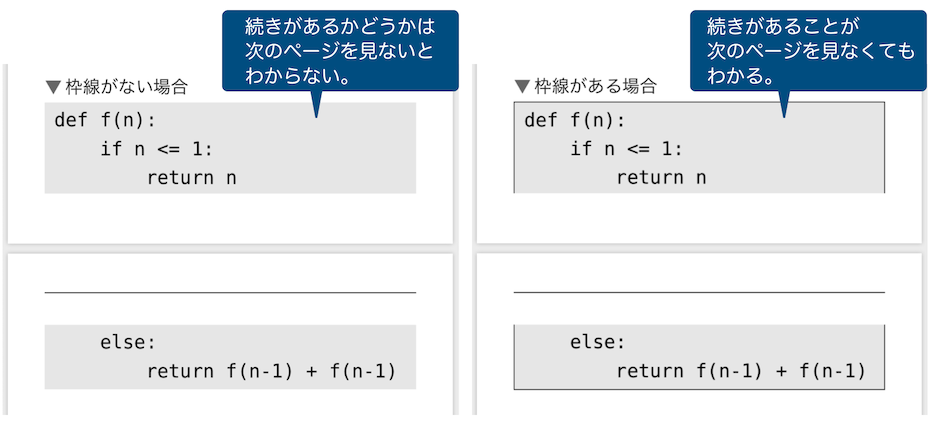 続きがあるかどうかは
次のページを見ないと
わからない。
▼枠線がない場合
def f(n):
    if n <= 1:
        return n
    else:
        return f(n-1) + f(n-1)
続きがあることが
次のページを見なくても
わかる。
▼枠線がある場合
def f(n):
    if n <= 1:
        return n
    else:
        return f(n-1) + f(n-1)